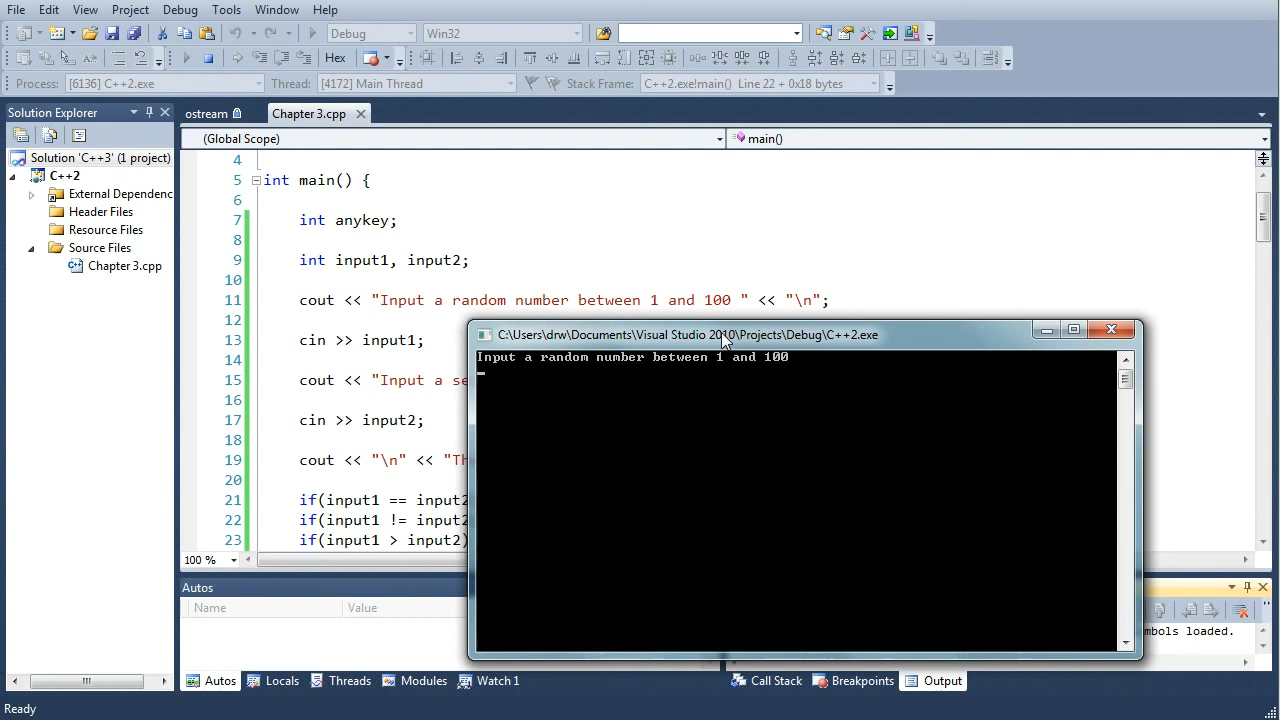 File Edit View Project Debug Tools Window Help
Debug Win32
Hex
Process: [6136] C++2.exe Thread: [4172] Main Thread Stack Frame: C++2.exe!main() Line 22 + 0x18 bytes
Solution Explorer
ostream Chapter 3.cpp
(Global Scope) main()
Solution 'C++3' (1 project)
C++2
External Dependenc
Header Files
Resource Files
Source Files
Chapter 3.cpp
4
5 int main() {
6
7 int anykey;
8
9 int input1, input2;
10
11 cout << "Input a random number between 1 and 100 " << "\n";
12
13 cin >> input1;
14
15 cout << "Input a se
16
17 cin >> input2;
18
19 cout << "\n" << "Th
20
21 if(input1 == input2
22 if(input1 != input2
23 if(input1 > input2)
100 %
C:\Users\drw\Documents\Visual Studio 2010\Projects\Debug\C++2.exe
Input a random number between 1 and 100
Autos
Name Value
mbols loaded.
Autos Locals Threads Modules Watch 1
Call Stack Breakpoints Output
Ready